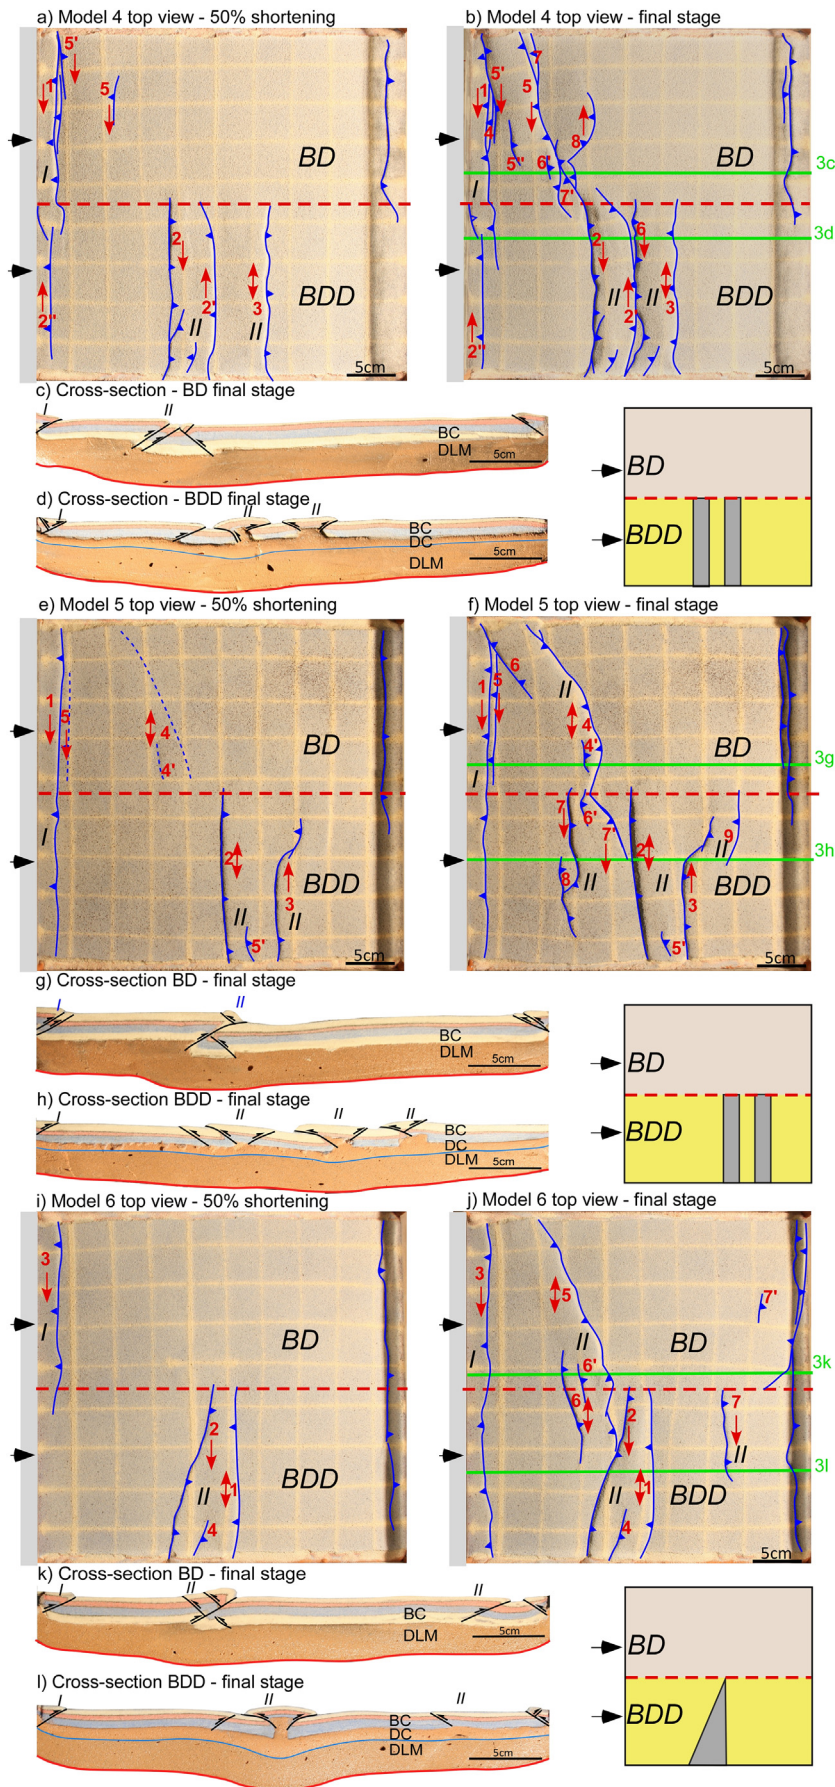 a) Model 4 top view - 50% shortening
5'
1
5
BD
I
2
2'
3
BDD
II
II
2''
5cm
b) Model 4 top view - final stage
7
5'
5
1
4
8
5''
6'
BD
3c
I
7'
3d
2
6
II
II
2
3
BDD
2''
5cm
c) Cross-section - BD final stage
I
II
BC
DLM
5cm
d) Cross-section - BDD final stage
I
II
II
BC
DC
DLM
5cm
BD
BDD
e) Model 5 top view - 50% shortening
1
5
4
4'
BD
I
2
3
BDD
II
II
5'
5cm
f) Model 5 top view - final stage
5
6
1
II
4
4'
BD
3g
I
7
6'
7'
2
9
II
3h
8
II
II
3
BDD
5'
5cm
g) Cross-section BD - final stage
I
II
BC
DLM
5cm
h) Cross-section BDD - final stage
I
II
II
II
BC
DC
DLM
5cm
BD
BDD
i) Model 6 top view - 50% shortening
3
I
BD
2
1
II
BDD
4
5cm
j) Model 6 top view - final stage
3
5
7'
II
BD
I
6'
3k
6
2
7
II
3l
II
1
BDD
4
5cm
k) Cross-section BD - final stage
I
II
II
BC
DLM
5cm
l) Cross-section BDD - final stage
I
II
II
BC
DC
DLM
5cm
BD
BDD